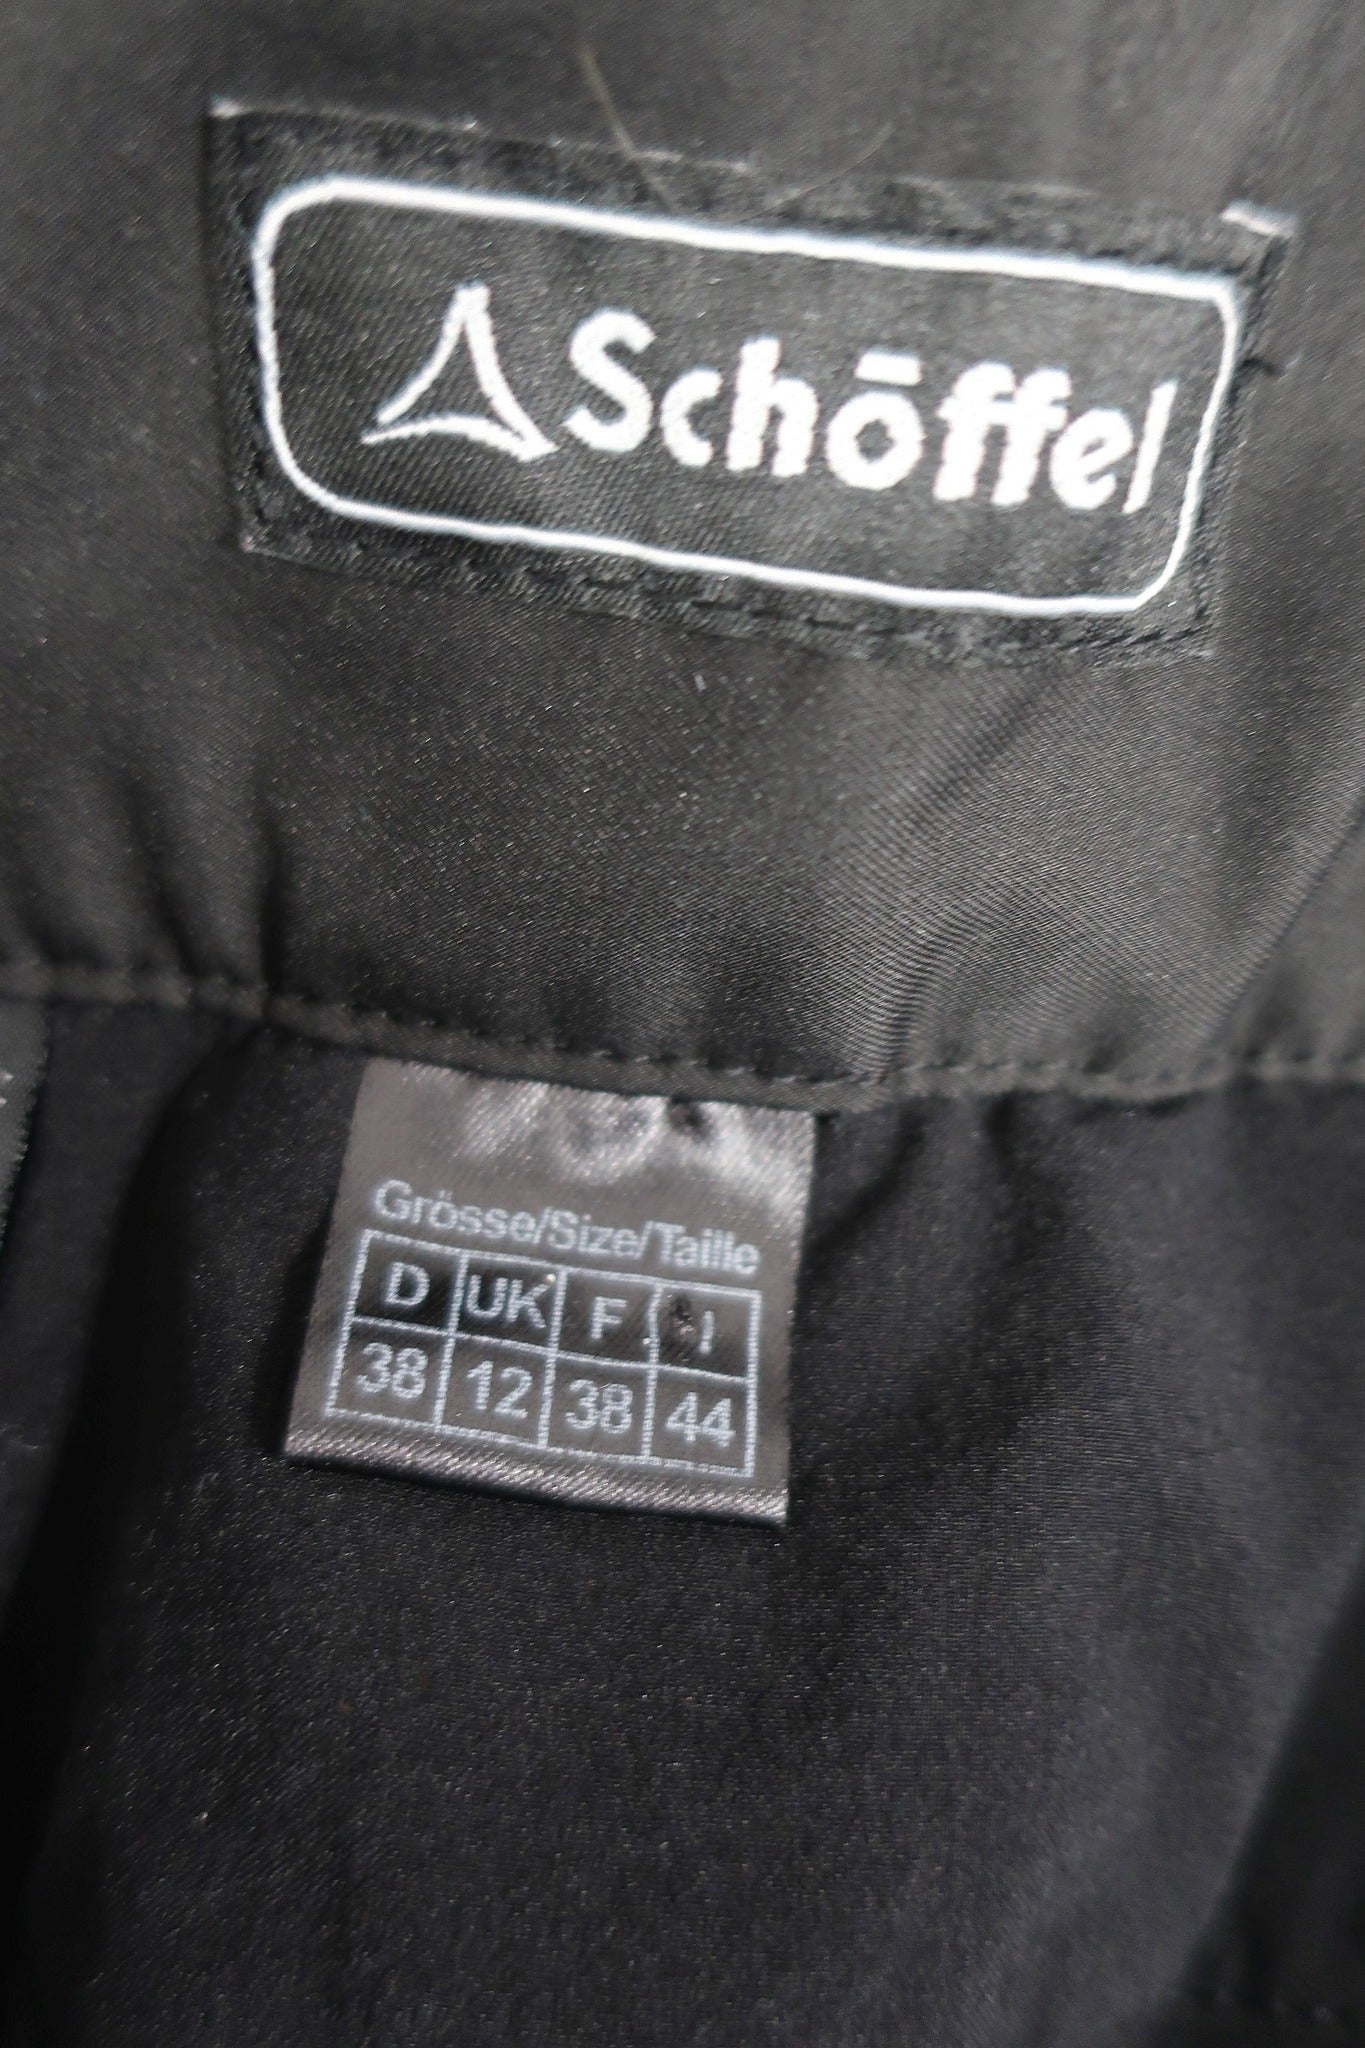 Schöffel
Grösse/Size/Taille
D UK F I
38 12 38 44